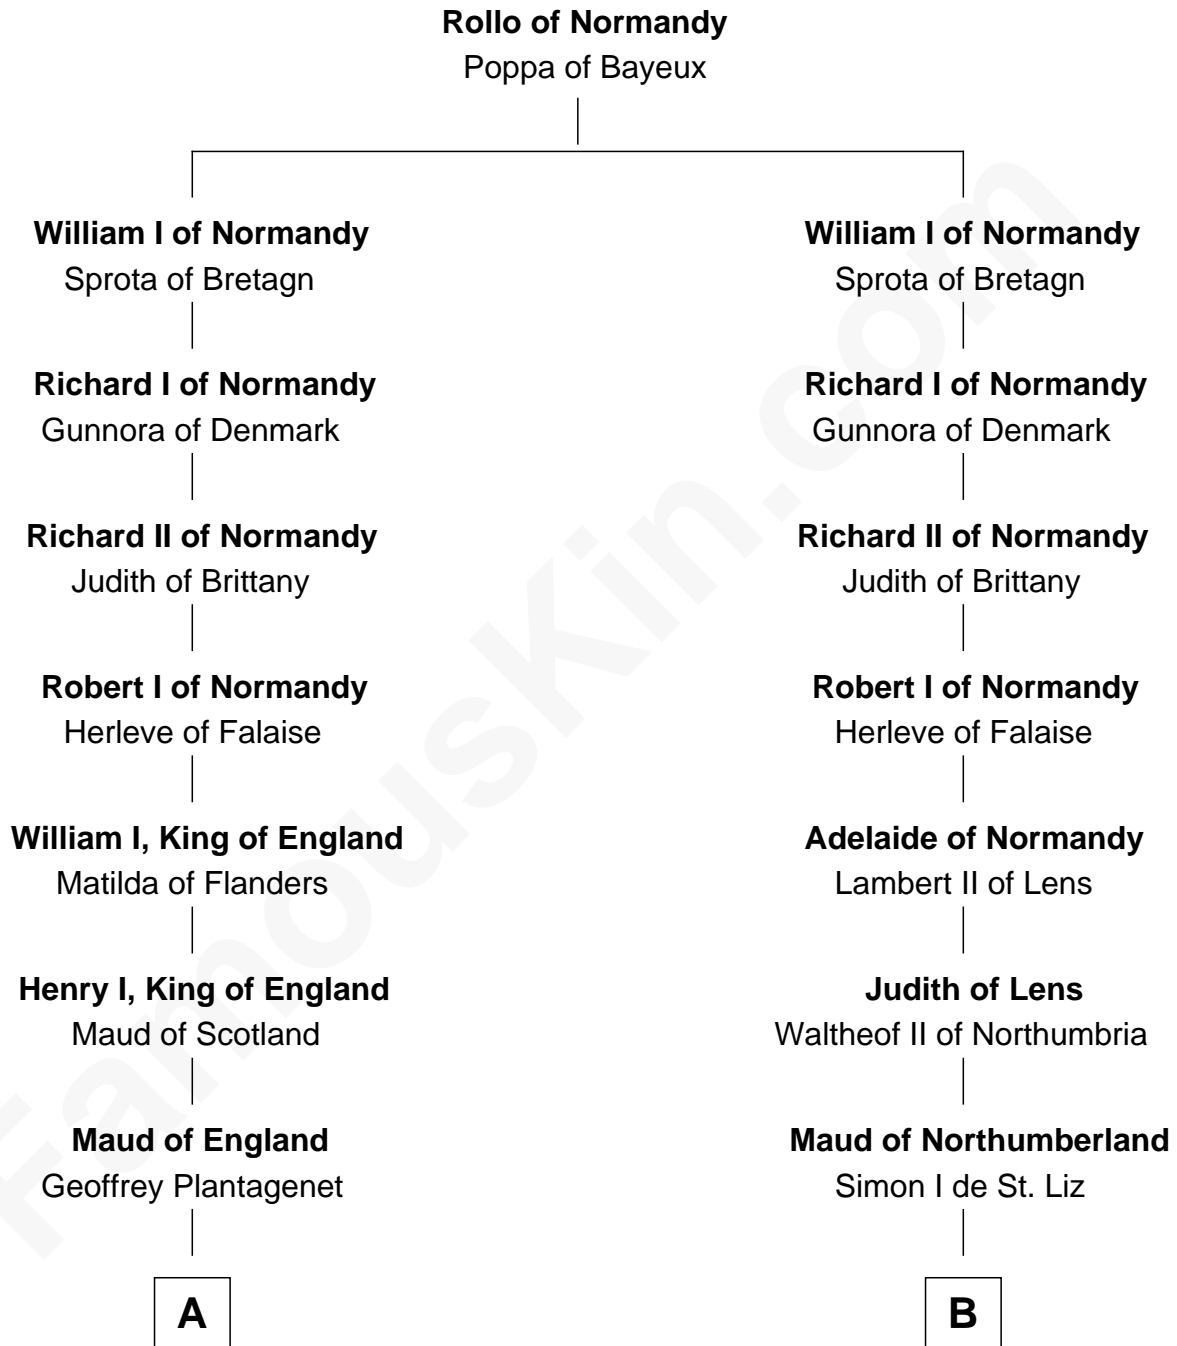 Rollo of Normandy
Poppa of Bayeux
William I of Normandy
Sprota of Bretagn
William I of Normandy
Sprota of Bretagn
Richard I of Normandy
Gunnora of Denmark
Richard I of Normandy
Gunnora of Denmark
Richard II of Normandy
Judith of Brittany
Richard II of Normandy
Judith of Brittany
Robert I of Normandy
Herleve of Falaise
Robert I of Normandy
Herleve of Falaise
William I, King of England
Matilda of Flanders
Adelaide of Normandy
Lambert II of Lens
Henry I, King of England
Maud of Scotland
Judith of Lens
Waltheof II of Northumbria
Maud of England
Geoffrey Plantagenet
Maud of Northumberland
Simon I de St. Liz
A
B
FamousKin.com